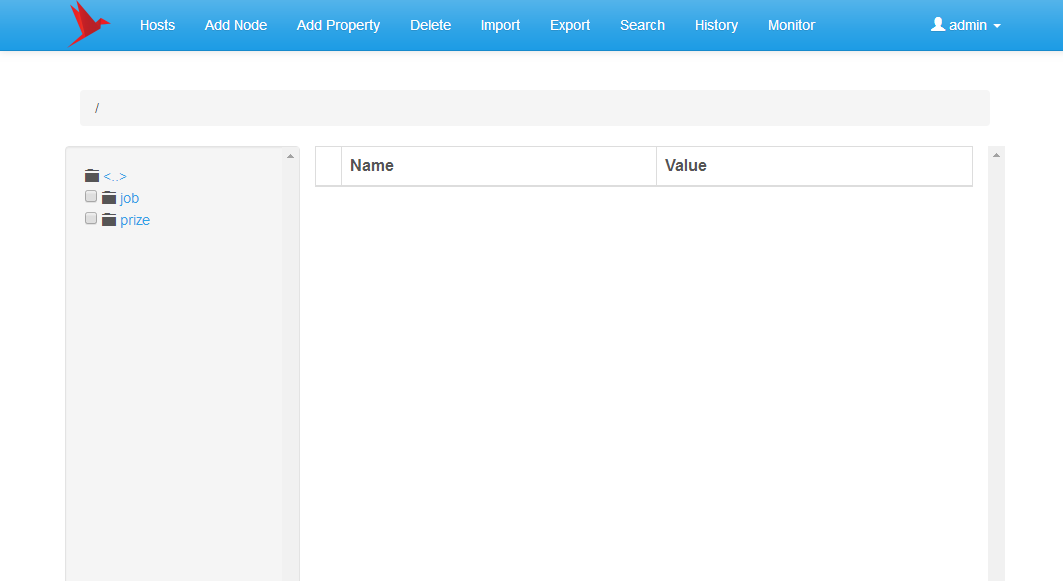 Hosts Add Node Add Property Delete Import Export Search History Monitor admin
/
<..>
job
prize
Name Value